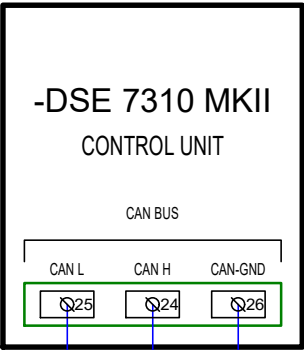 -DSE 7310 MKII
CONTROL UNIT
CAN BUS
CAN L CAN H CAN-GND
25 24 26